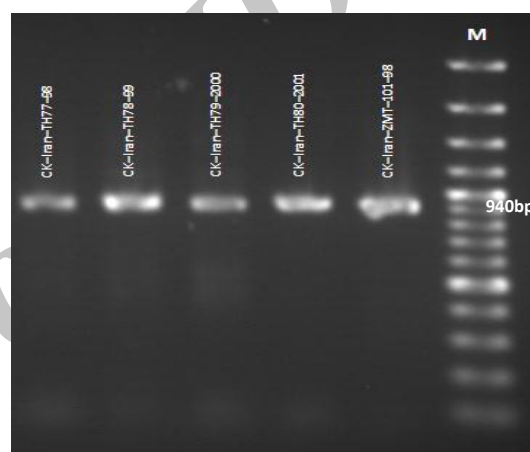 CK-Iran-TH77-98
CK-Iran-TH78-99
CK-Iran-TH79-2000
CK-Iran-TH80-2001
CK-Iran-ZMT-101-98
M
940bp